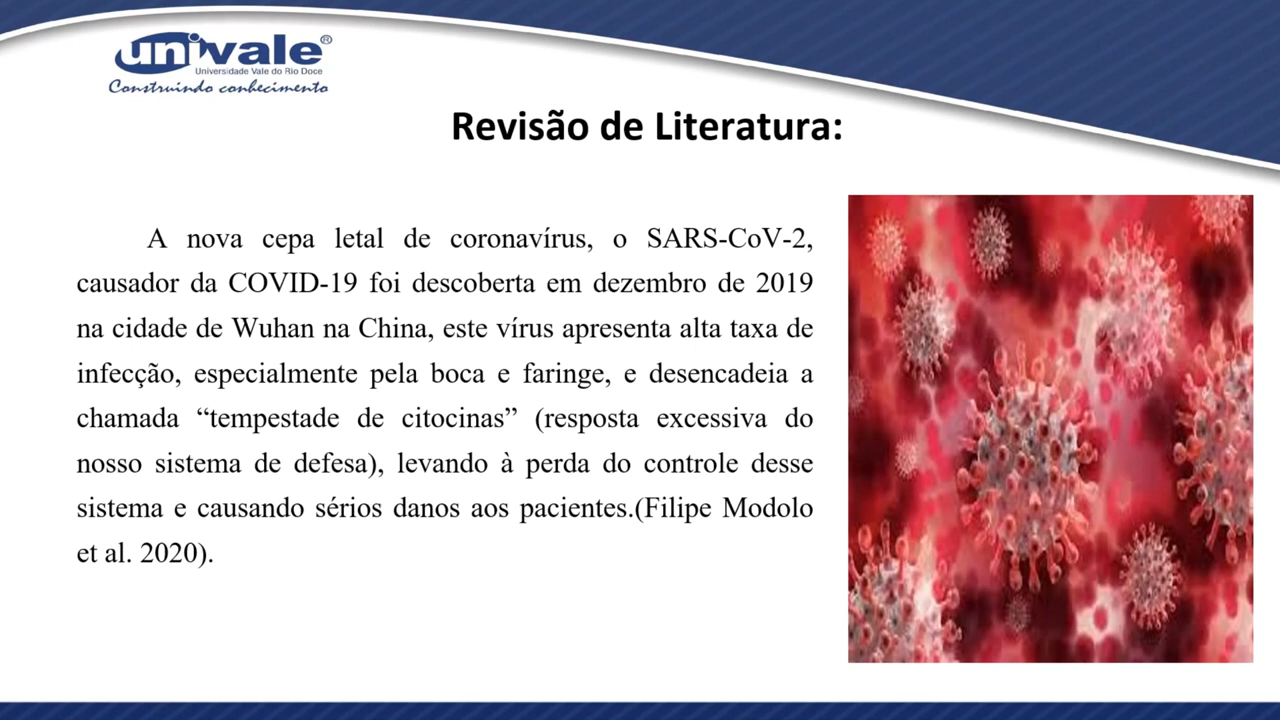 univale®
Universidade Vale do Rio Doce
Construindo conhecimento
Revisão de Literatura:
A nova cepa letal de coronavírus, o SARS-CoV-2,
causador da COVID-19 foi descoberta em dezembro de 2019
na cidade de Wuhan na China, este vírus apresenta alta taxa de
infecção, especialmente pela boca e faringe, e desencadeia a
chamada “tempestade de citocinas” (resposta excessiva do
nosso sistema de defesa), levando à perda do controle desse
sistema e causando sérios danos aos pacientes.(Filipe Modolo
et al. 2020).